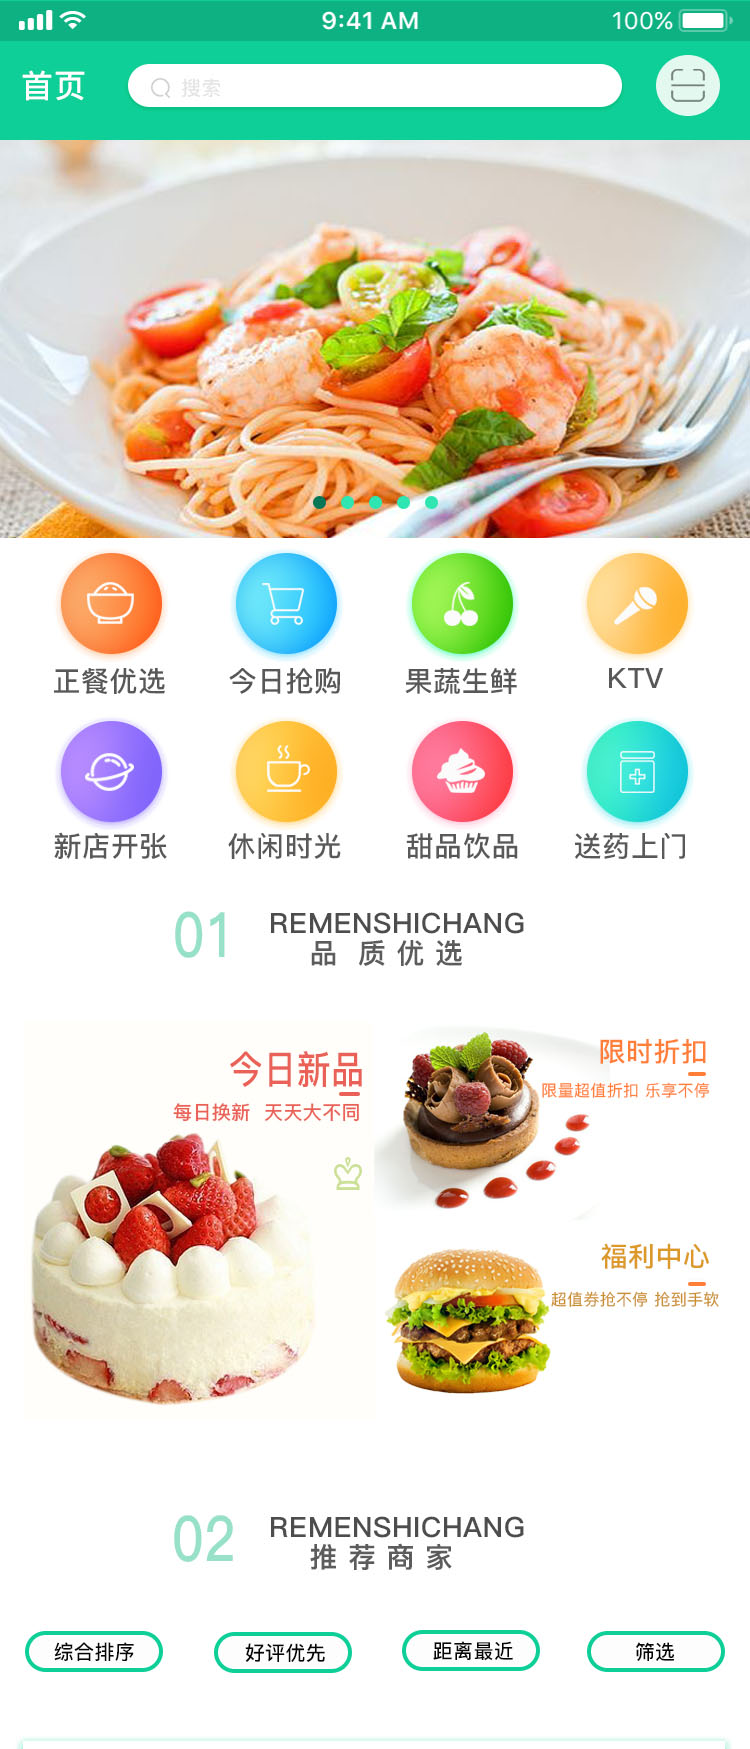 9:41 AM
100%
首页
搜索
正餐优选
今日抢购
果蔬生鲜
KTV
新店开张
休闲时光
甜品饮品
送药上门
01
REMENSHICHANG
品 质 优 选
今日新品
每日换新 天天大不同
限时折扣
限量超值折扣 乐享不停
福利中心
超值券抢不停 抢到手软
02
REMENSHICHANG
推 荐 商 家
综合排序
好评优先
距离最近
筛选